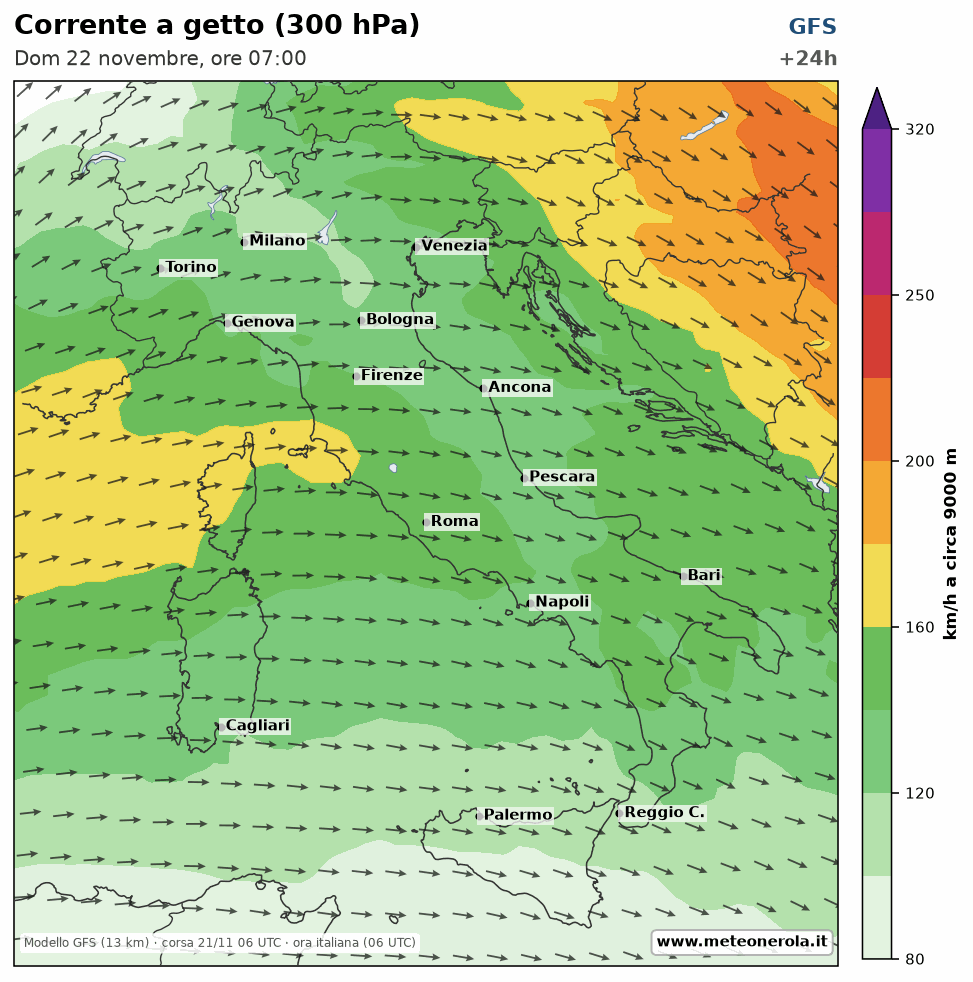 Corrente a getto (300 hPa)
GFS
Dom 22 novembre, ore 07:00
+24h
320
Milano
Venezia
Torino
250
Genova
Bologna
Firenze
Ancona
200
Pescara
Roma
km/h a circa 9000 m
Bari
Napoli
160
Cagliari
120
Palermo
Reggio C.
Modello GFS (13 km) · corsa 21/11 06 UTC · ora italiana (06 UTC)
www.meteonerola.it
80